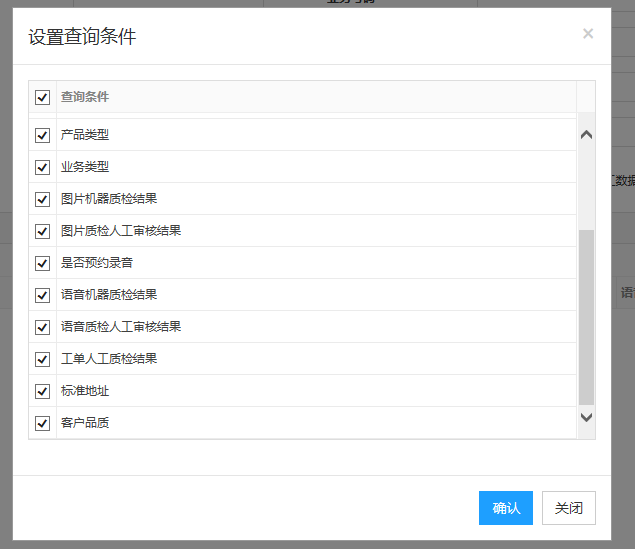 设置查询条件
×
查询条件
产品类型
业务类型
图片机器质检结果
图片质检人工审核结果
是否预约录音
语音机器质检结果
语音质检人工审核结果
工单人工质检结果
标准地址
客户品质
数据
语
确认
关闭